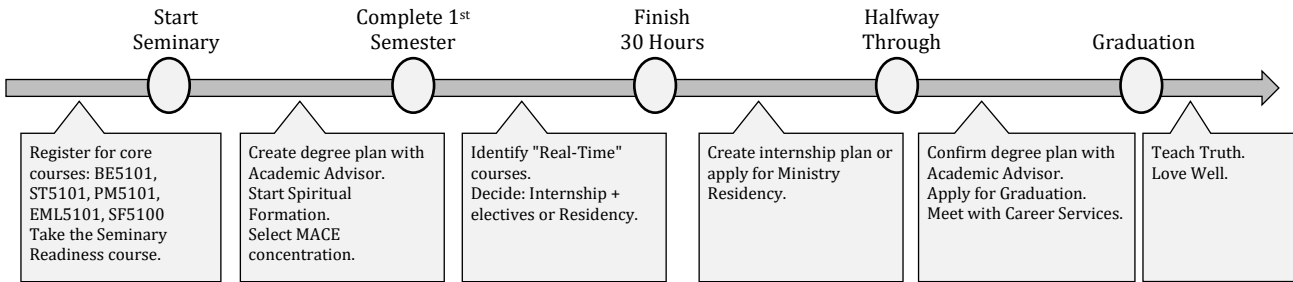 Start
Seminary
Complete 1st
Semester
Finish
30 Hours
Halfway
Through
Graduation
Register for core
courses: BE5101,
ST5101, PM5101,
EML5101, SF5100
Take the Seminary
Readiness course.
Create degree plan with
Academic Advisor.
Start Spiritual
Formation.
Select MACE
concentration.
Identify "Real-Time"
courses.
Decide: Internship +
electives or Residency.
Create internship plan or
apply for Ministry
Residency.
Confirm degree plan with
Academic Advisor.
Apply for Graduation.
Meet with Career Services.
Teach Truth.
Love Well.